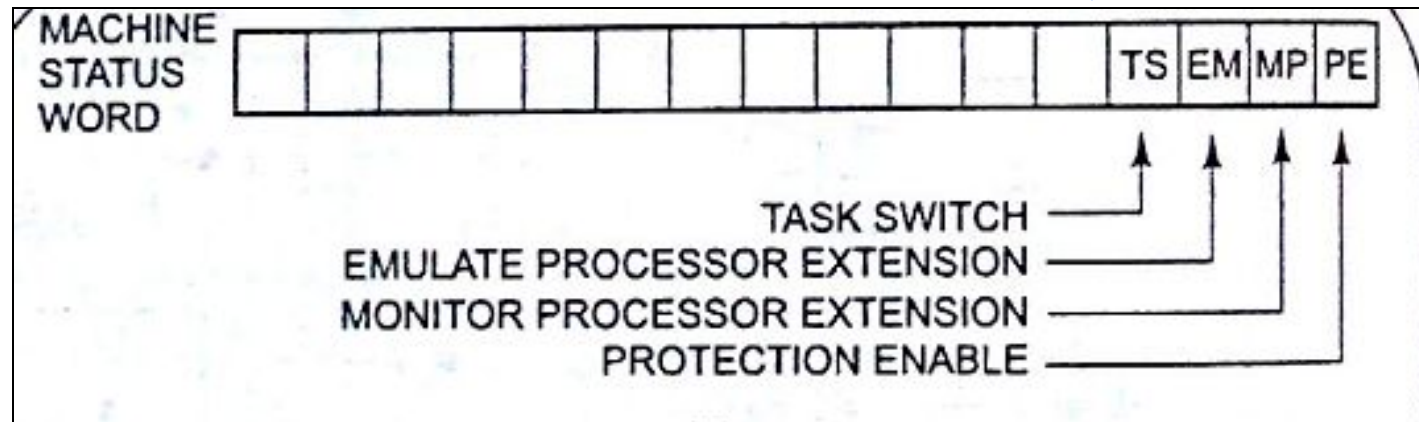 MACHINE
STATUS
WORD
TS EM MP PE
TASK SWITCH
EMULATE PROCESSOR EXTENSION
MONITOR PROCESSOR EXTENSION
PROTECTION ENABLE